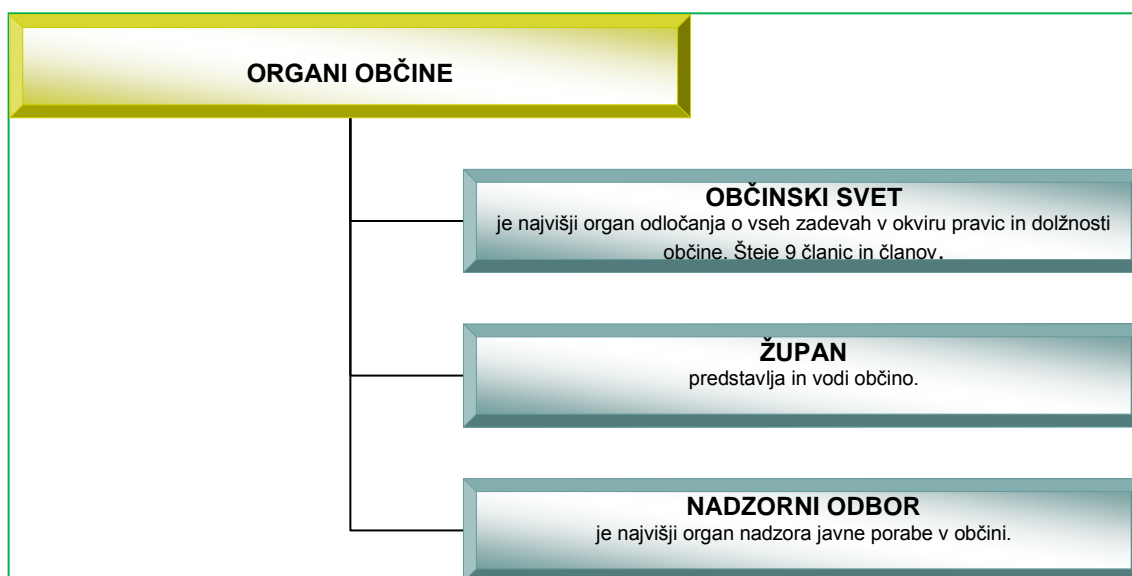 ORGANI OBČINE
OBČINSKI SVET
je najvišji organ odločanja o vseh zadevah v okviru pravic in dolžnosti
občine. Šteje 9 članic in članov.
ŽUPAN
predstavlja in vodi občino.
NADZORNI ODBOR
je najvišji organ nadzora javne porabe v občini.